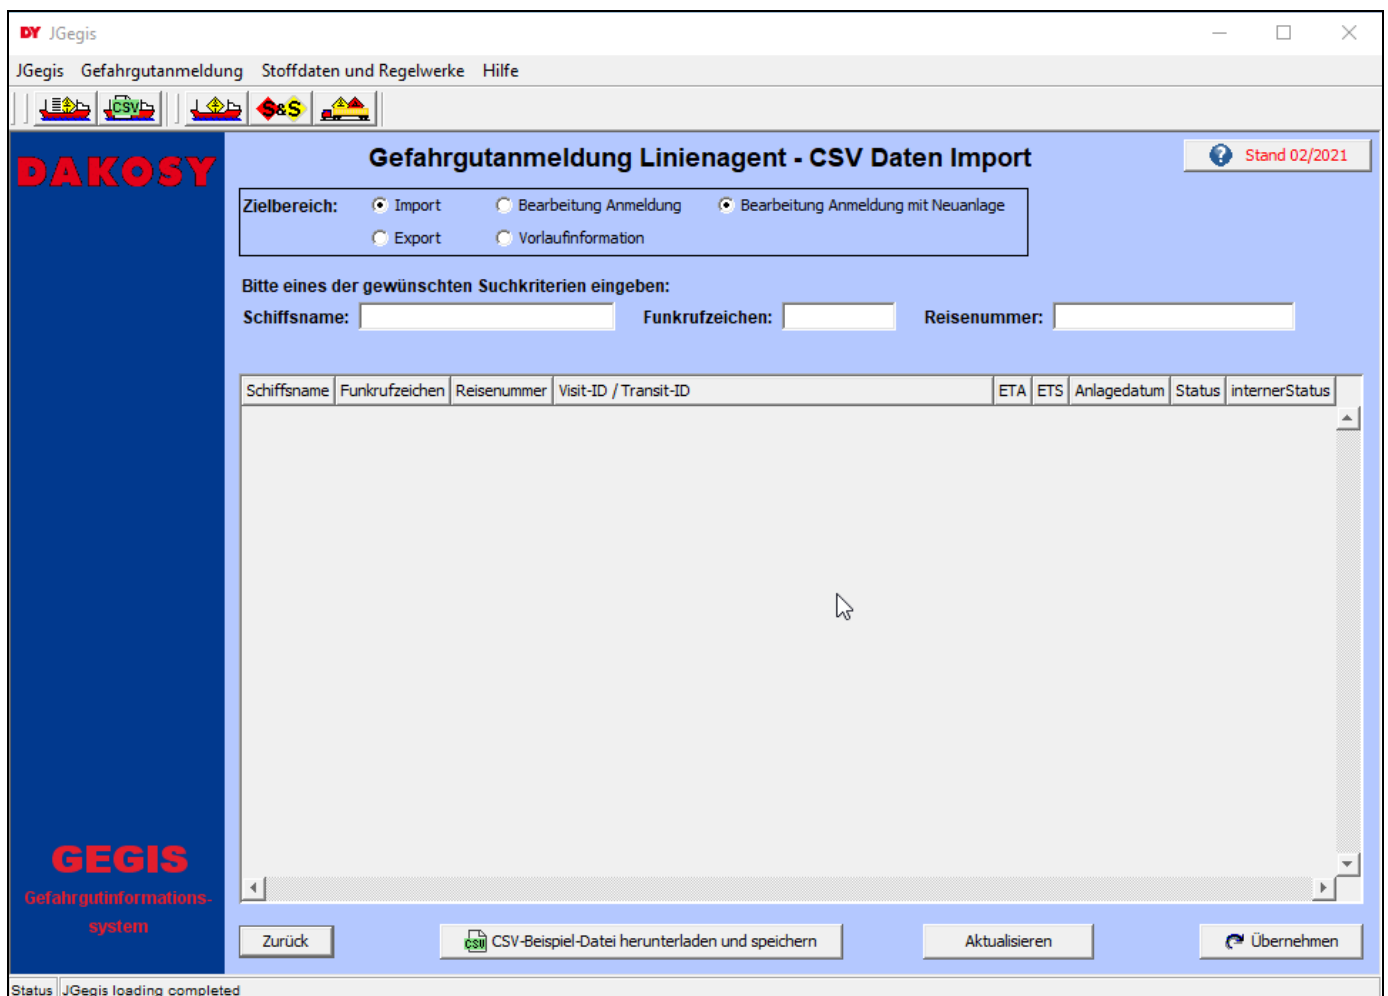 DY JGegis
JGegis Gefahrgutanmeldung Stoffdaten und Regelwerke Hilfe
CSV S&S
DAKOSY
Gefahrgutanmeldung Linienagent - CSV Daten Import
Stand 02/2021
Zielbereich: Import Bearbeitung Anmeldung Bearbeitung Anmeldung mit Neuanlage
Export Vorlaufinformation
Bitte eines der gewünschten Suchkriterien eingeben:
Schiffsname: Funkrufzeichen: Reisenummer:
Schiffsname Funkrufzeichen Reisenummer Visit-ID / Transit-ID ETA ETS Anlagedatum Status internerStatus
GEGIS
Gefahrgutinformations-
system
Zurück CSV CSV-Beispiel-Datei herunterladen und speichern Aktualisieren Übernehmen
Status JGegis loading completed